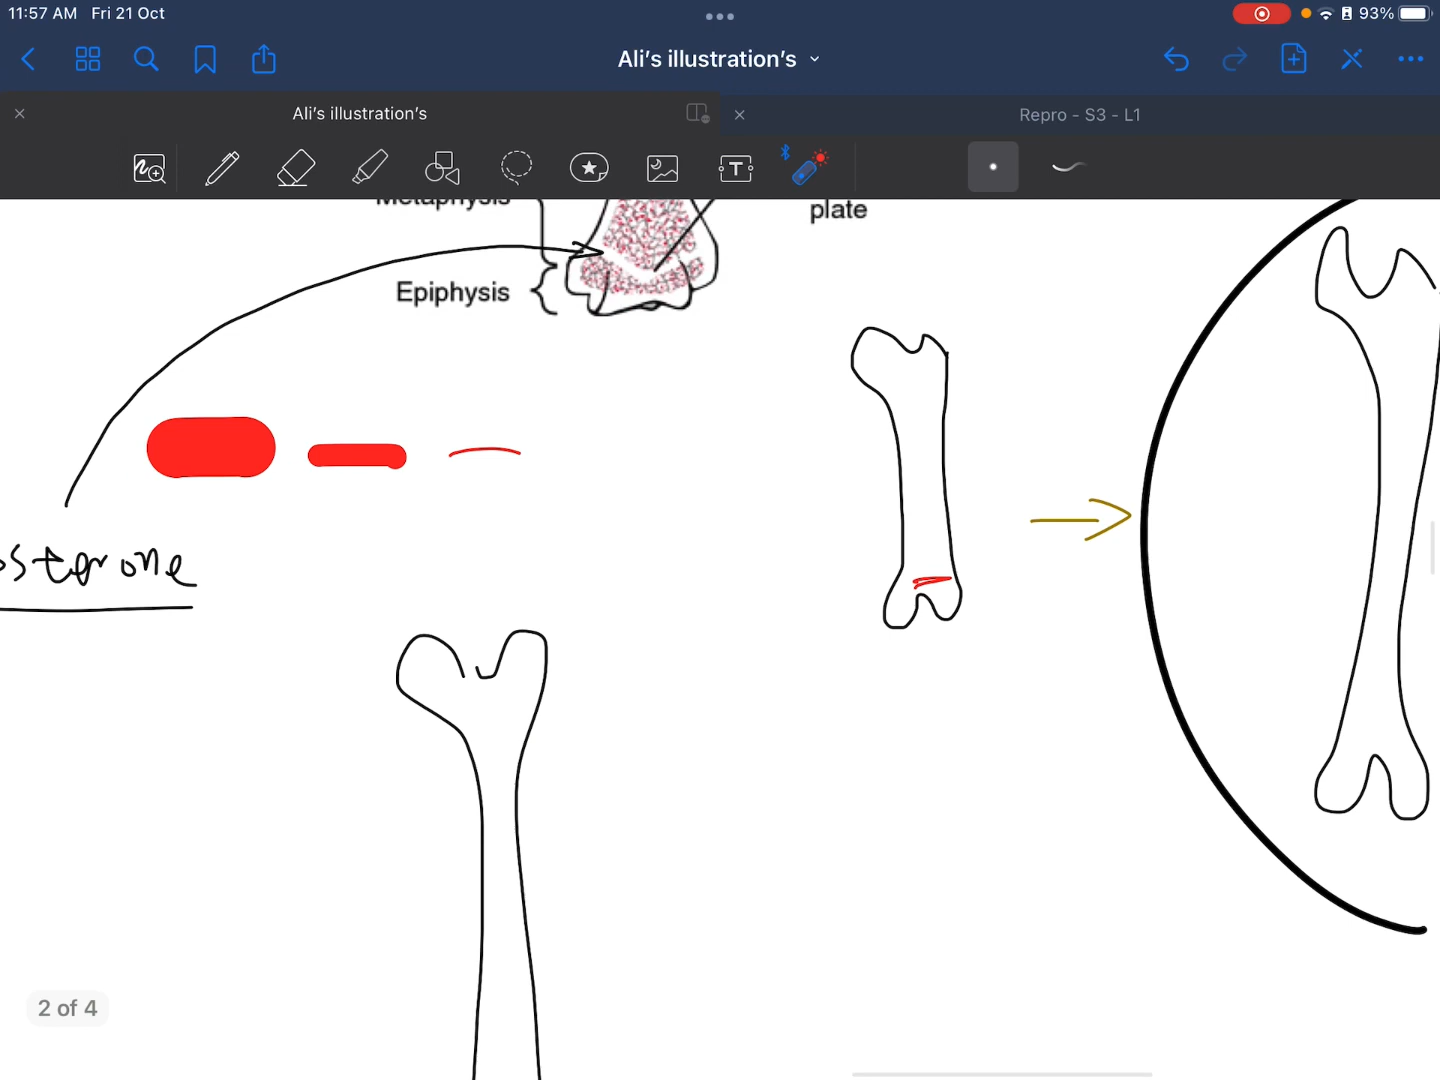 11:57 AM Fri 21 Oct
93%
Ali's illustration's
Ali's illustration's
Repro - S3 - L1
T
Metaphysis
plate
Epiphysis
2 of 4